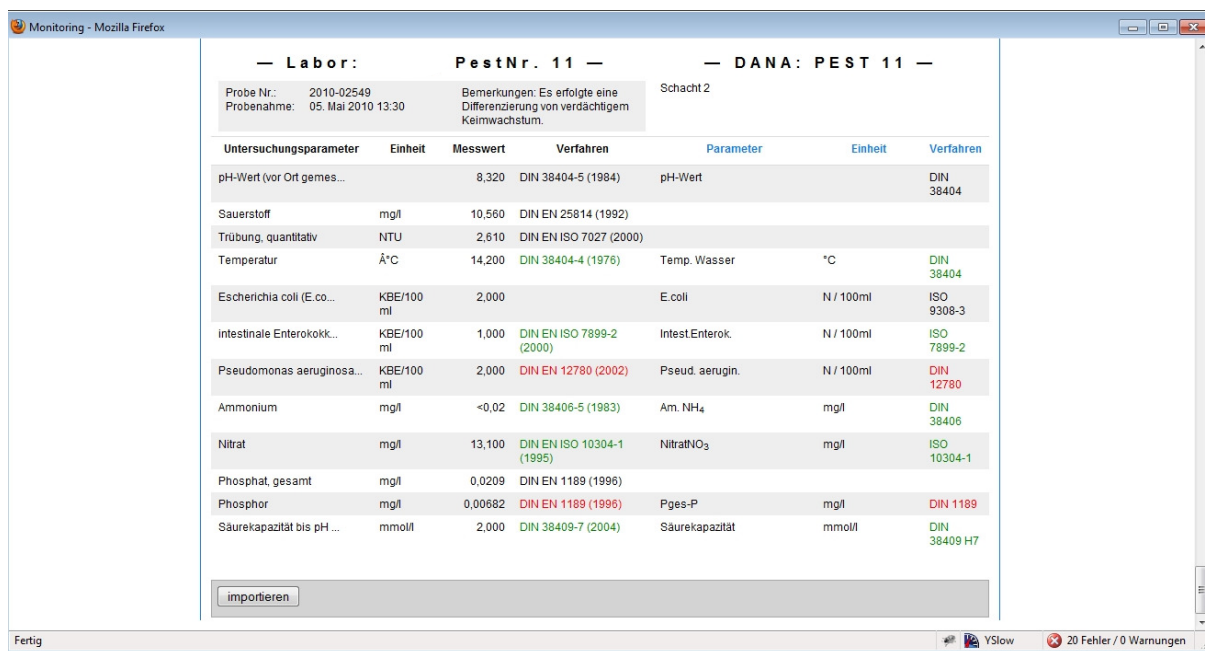 Monitoring - Mozilla Firefox
— Labor: PestNr. 11 — — DANA: PEST 11 —
Probe Nr.: 2010-02549 Bemerkungen: Es erfolgte eine Schacht 2
Probenahme: 05. Mai 2010 13:30 Differenzierung von verdächtigem
Keimwachstum.
Untersuchungsparameter Einheit Messwert Verfahren Parameter Einheit Verfahren
pH-Wert (vor Ort gemes... 8,320 DIN 38404-5 (1984) pH-Wert DIN
38404
Sauerstoff mg/l 10,560 DIN EN 25814 (1992)
Trübung, quantitativ NTU 2,610 DIN EN ISO 7027 (2000)
Temperatur Â°C 14,200 DIN 38404-4 (1976) Temp. Wasser °C DIN
38404
Escherichia coli (E.co... KBE/100 2,000 E.coli N / 100ml ISO
ml 9308-3
intestinale Enterokokk... KBE/100 1,000 DIN EN ISO 7899-2 Intest.Enterok. N / 100ml ISO
ml (2000) 7899-2
Pseudomonas aeruginosa... KBE/100 2,000 DIN EN 12780 (2002) Pseud. aerugin. N / 100ml DIN
ml 12780
Ammonium mg/l <0,02 DIN 38406-5 (1983) Am. NH₄ mg/l DIN
38406
Nitrat mg/l 13,100 DIN EN ISO 10304-1 NitratNO₃ mg/l ISO
(1995) 10304-1
Phosphat, gesamt mg/l 0,0209 DIN EN 1189 (1996)
Phosphor mg/l 0,00682 DIN EN 1189 (1996) Pges-P mg/l DIN 1189
Säurekapazität bis pH ... mmol/l 2,000 DIN 38409-7 (2004) Säurekapazität mmol/l DIN
38409 H7
importieren
Fertig YSlow 20 Fehler / 0 Warnungen